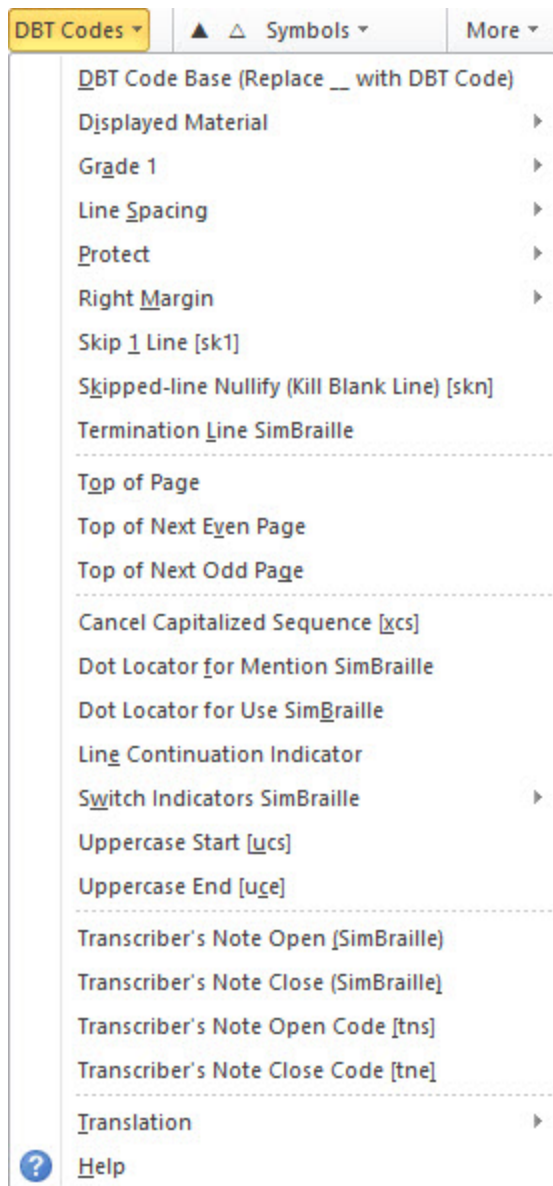 DBT Codes Symbols More
DBT Code Base (Replace __ with DBT Code)
Displayed Material
Grade 1
Line Spacing
Protect
Right Margin
Skip 1 Line [sk1]
Skipped-line Nullify (Kill Blank Line) [skn]
Termination Line SimBraille
Top of Page
Top of Next Even Page
Top of Next Odd Page
Cancel Capitalized Sequence [xcs]
Dot Locator for Mention SimBraille
Dot Locator for Use SimBraille
Line Continuation Indicator
Switch Indicators SimBraille
Uppercase Start [ucs]
Uppercase End [uce]
Transcriber's Note Open (SimBraille)
Transcriber's Note Close (SimBraille)
Transcriber's Note Open Code [tns]
Transcriber's Note Close Code [tne]
Translation
? Help